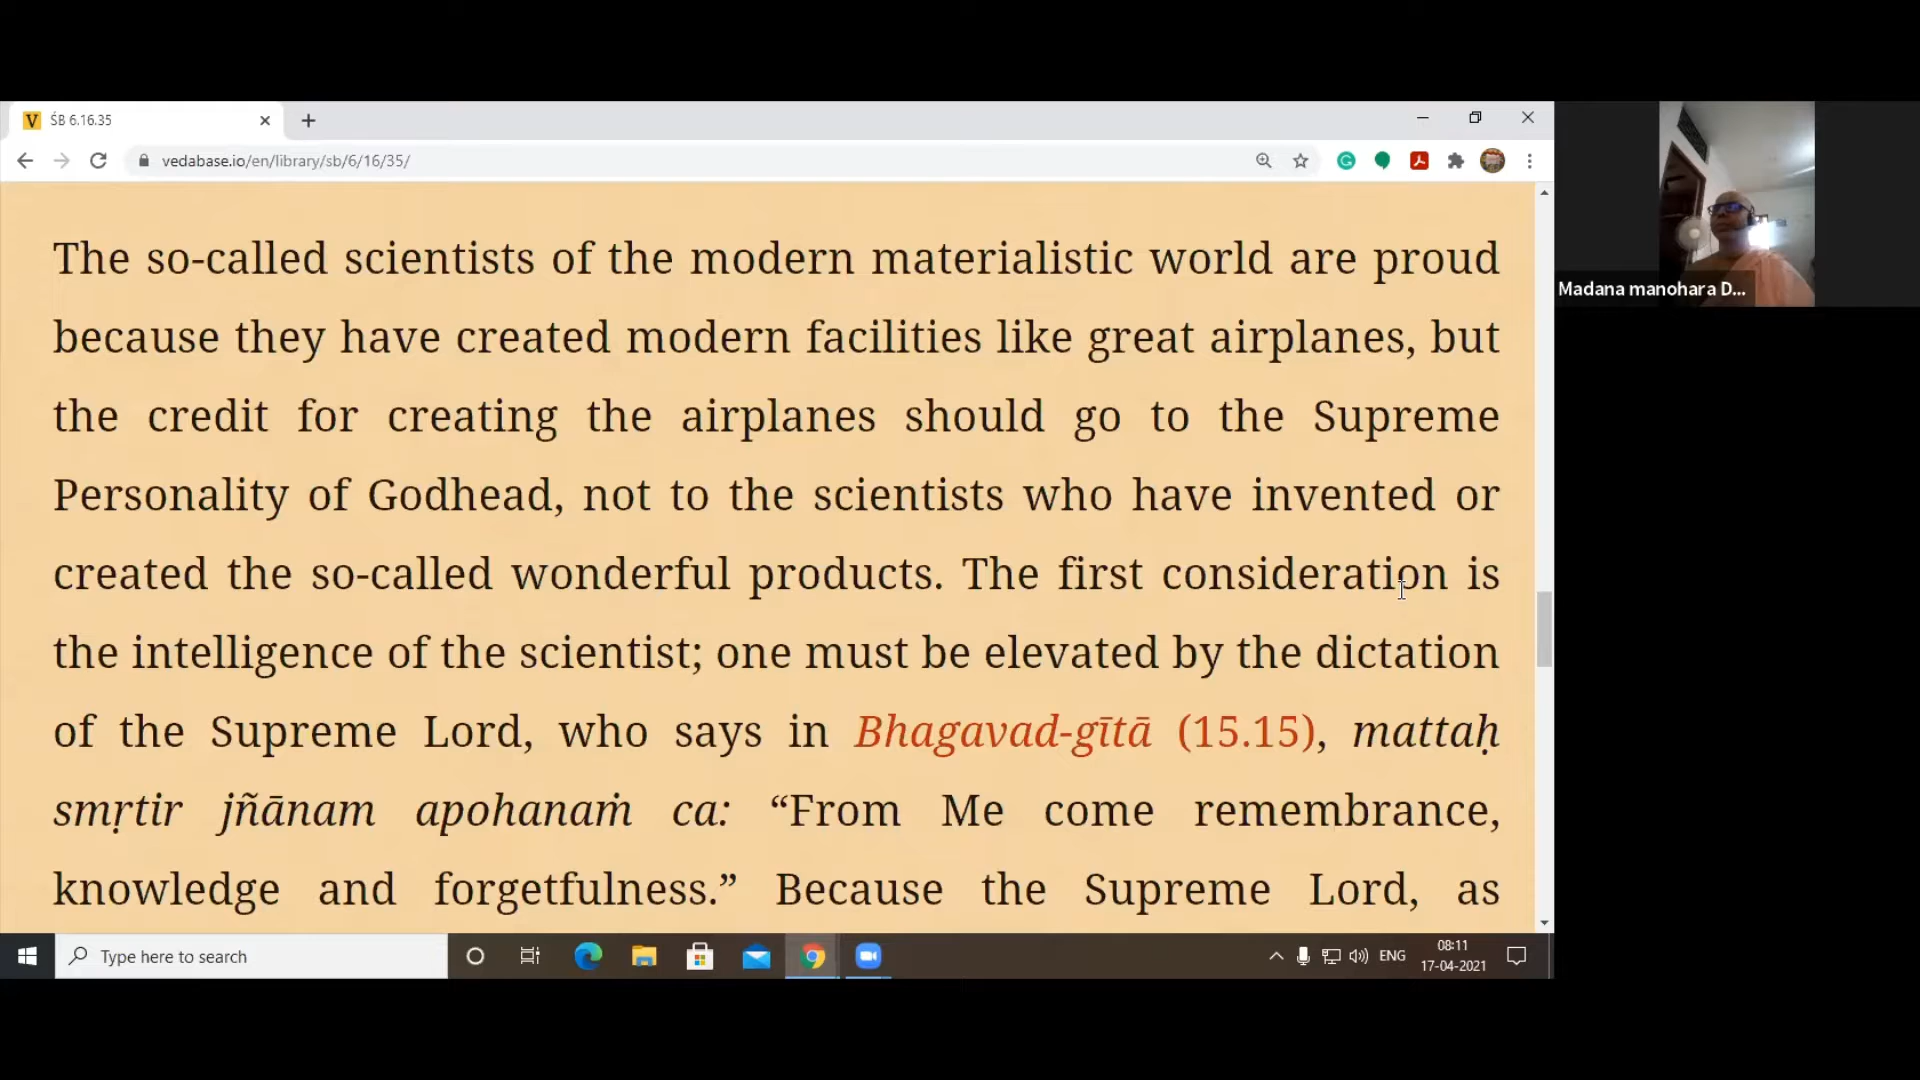 V ŚB 6.16.35
vedabase.io/en/library/sb/6/16/35/
The so-called scientists of the modern materialistic world are proud
because they have created modern facilities like great airplanes, but
the credit for creating the airplanes should go to the Supreme
Personality of Godhead, not to the scientists who have invented or
created the so-called wonderful products. The first consideration is
the intelligence of the scientist; one must be elevated by the dictation
of the Supreme Lord, who says in Bhagavad-gītā (15.15), mattaḥ
smṛtir jñānam apohanaṁ ca: “From Me come remembrance,
knowledge and forgetfulness.” Because the Supreme Lord, as
Madana manohara D...
Type here to search
ENG
08:11
17-04-2021